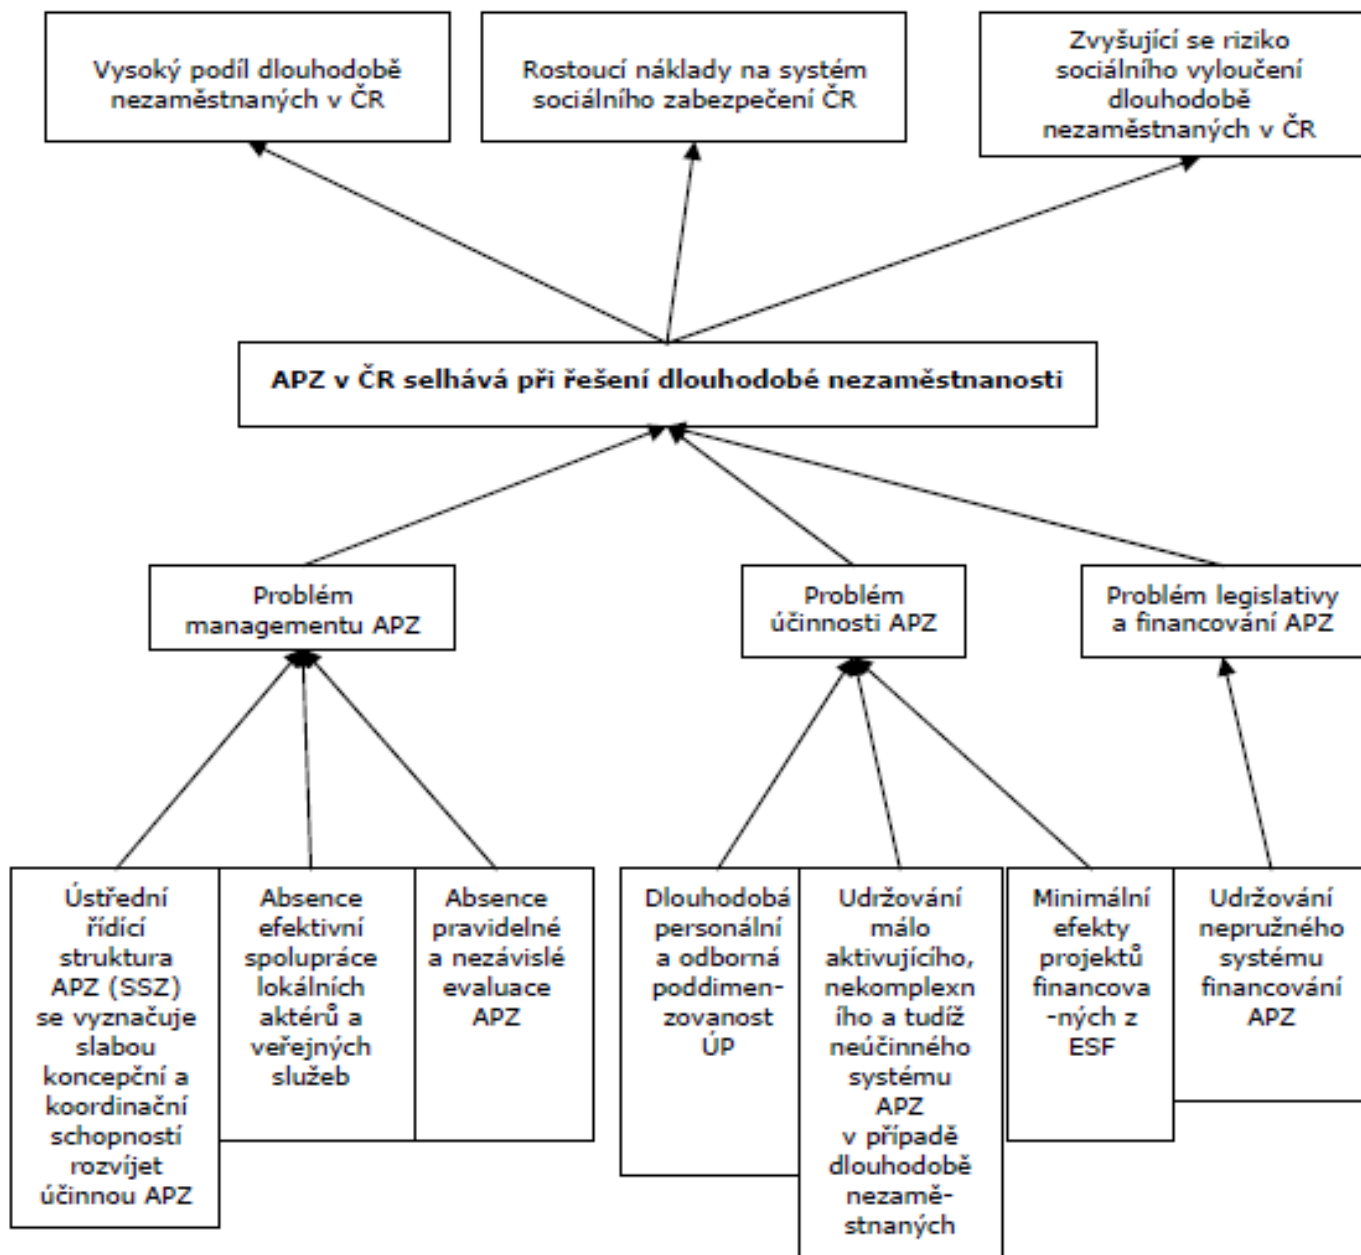 Vysoký podíl dlouhodobě
nezaměstnaných v ČR
Rostoucí náklady na systém
sociálního zabezpečení ČR
Zvyšující se riziko
sociálního vyloučení
dlouhodobě
nezaměstnaných v ČR
APZ v ČR selhává při řešení dlouhodobé nezaměstnanosti
Problém
managementu APZ
Problém
účinnosti APZ
Problém legislativy
a financování APZ
Ústřední
řídící
struktura
APZ (SSZ)
se vyznačuje
slabou
koncepční a
koordinační
schopností
rozvíjet
účinnou APZ
Absence
efektivní
spolupráce
lokálních
aktérů a
veřejných
služeb
Absence
pravidelné
a nezávislé
evaluace
APZ
Dlouhodobá
personální
a odborná
poddimen-
zovanost
ÚP
Udržování
málo
aktivujícího,
nekomplexn
ího a tudíž
neúčinného
systému
APZ
v případě
dlouhodobě
nezamě-
stnaných
Minimální
efekty
projektů
financova
-ných z
ESF
Udržování
nepružného
systému
financování
APZ